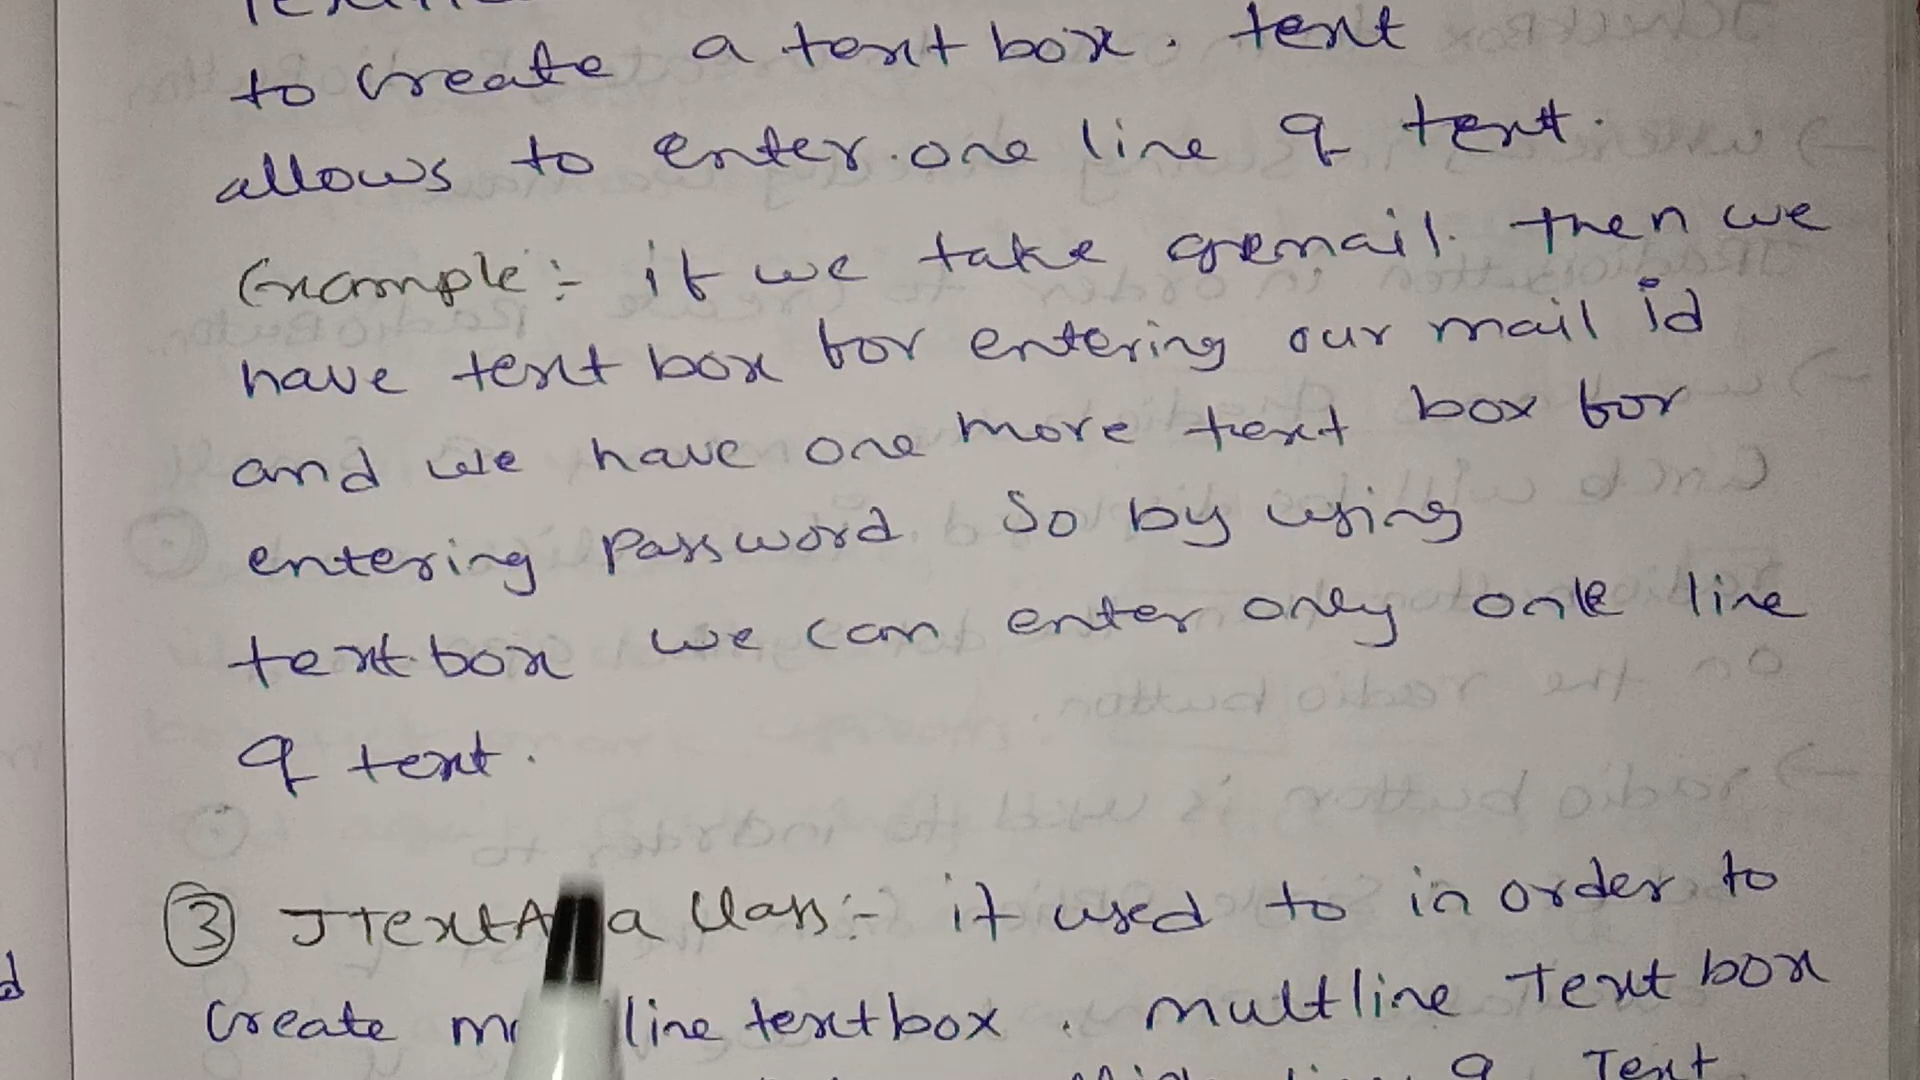 to create a text box. text
allows to enter one line of text.
Example:- if we take gmail. then we
have text box for entering our mail id
and we have one more text box for
entering password. So by using
text box we can enter only one line
of text.
③ JTextA a class:- it used to in order to
create line textbox. multline Text box
of Text